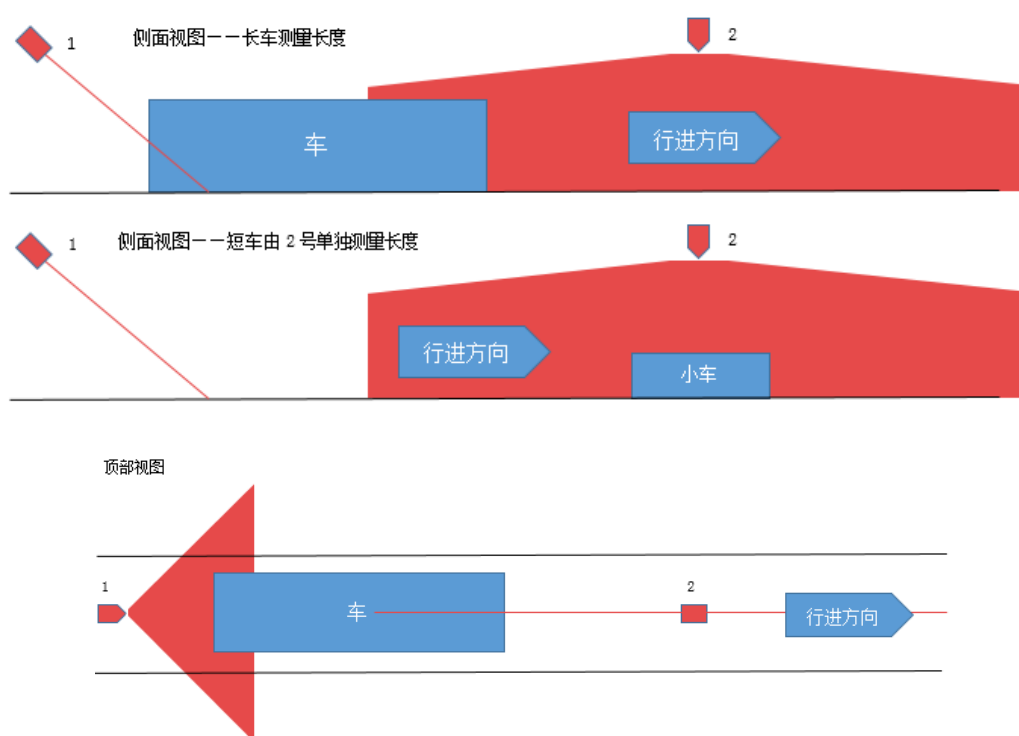 1
侧面视图——长车测量长度
2
车
行进方向
1
侧面视图——短车由2号单独测量长度
2
行进方向
小车
顶部视图
1
车
2
行进方向